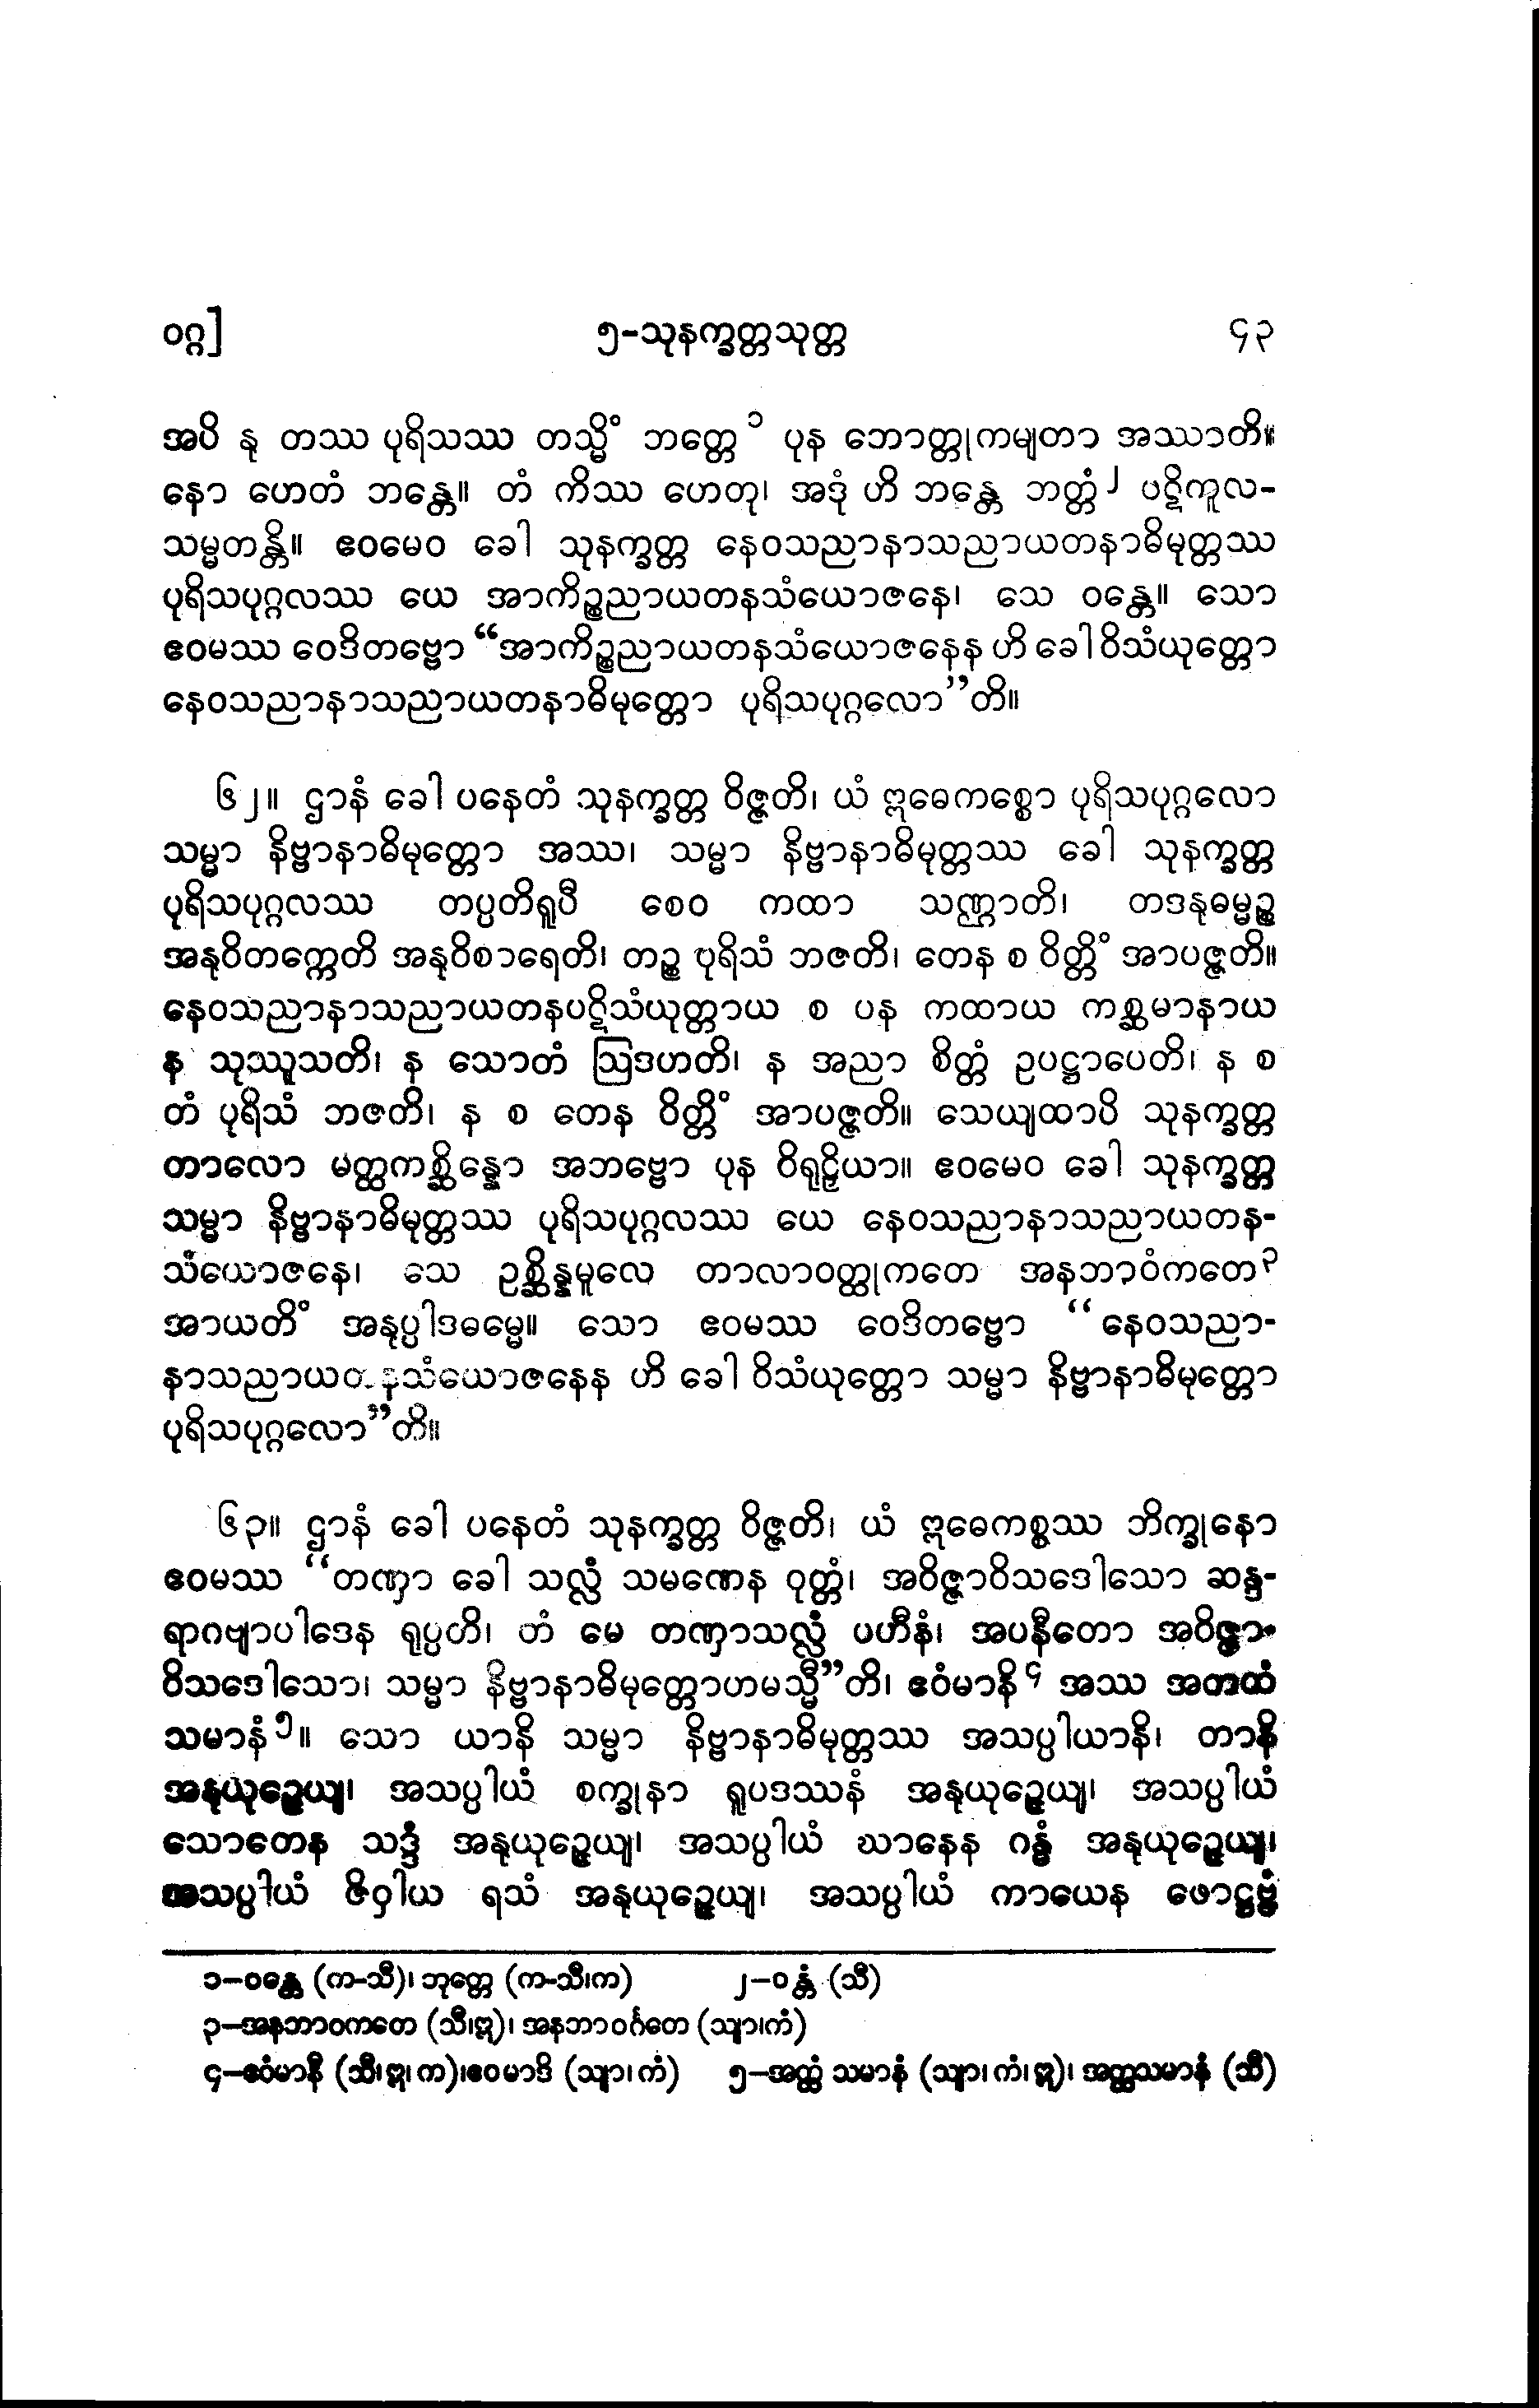 ဝဂ္ဂ] ၅-သုနက္ခတ္တသုတ္တ ၄၃
အပိ နု တဿ ပုရိသဿ တသ္မိံ ဘတ္တေ ၁ ပုန ဘောတ္တုကမျတာ အဿာတိ။
နော ဟေတံ ဘန္တေ။ တံ ကိဿ ဟေတု၊ အဒုံ ဟိ ဘန္တေ ဘတ္တံ ၂ ပဋိကူလ-
သမ္မတန္တိ။ ဧဝမေဝ ခေါ သုနက္ခတ္တ နေဝသညာနာသညာယတနာဓိမုတ္တဿ
ပုရိသပုဂ္ဂလဿ ယေ အာကိဉ္စညာယတနသံယောဇနေ၊ သေ ဝန္တေ။ သော
ဧဝမဿ ဝေဒိတဗ္ဗော “အာကိဉ္စညာယတနသံယောဇနေန ဟိ ခေါ ဝိသံယုတ္တော
နေဝသညာနာသညာယတနာဓိမုတ္တော ပုရိသပုဂ္ဂလော”တိ။
၆၂။ ဌာနံ ခေါ ပနေတံ သုနက္ခတ္တ ဝိဇ္ဇတိ၊ ယံ ဣဓေကစ္စော ပုရိသပုဂ္ဂလော
သမ္မာ နိဗ္ဗာနာဓိမုတ္တော အဿ၊ သမ္မာ နိဗ္ဗာနာဓိမုတ္တဿ ခေါ သုနက္ခတ္တ
ပုရိသပုဂ္ဂလဿ တပ္ပတိရူပီ စေဝ ကထာ သဏ္ဌာတိ၊ တဒနုဓမ္မဉ္စ
အနုဝိတက္ကေတိ အနုဝိစာရေတိ၊ တဉ္စ ပုရိသံ ဘဇတိ၊ တေန စ ဝိတ္တိံ အာပဇ္ဇတိ။
နေဝသညာနာသညာယတနပဋိသံယုတ္တာယ စ ပန ကထာယ ကစ္ဆမာနာယ
န သုဿူသတိ၊ န သောတံ ဩဒဟတိ၊ န အညာ စိတ္တံ ဥပဋ္ဌာပေတိ၊ န စ
တံ ပုရိသံ ဘဇတိ၊ န စ တေန ဝိတ္တိံ အာပဇ္ဇတိ။ သေယျထာပိ သုနက္ခတ္တ
တာလော မတ္ထကစ္ဆိန္နော အဘဗ္ဗော ပုန ဝိရုဠှိယာ။ ဧဝမေဝ ခေါ သုနက္ခတ္တ
သမ္မာ နိဗ္ဗာနာဓိမုတ္တဿ ပုရိသပုဂ္ဂလဿ ယေ နေဝသညာနာသညာယတန-
သံယောဇနေ၊ သေ ဥစ္ဆိန္နမူလေ တာလာဝတ္ထုကတေ အနဘာဝံကတေ ၃
အာယတိံ အနုပ္ပါဒဓမ္မေ။ သော ဧဝမဿ ဝေဒိတဗ္ဗော “နေဝသညာ-
နာသညာယတနသံယောဇနေန ဟိ ခေါ ဝိသံယုတ္တော သမ္မာ နိဗ္ဗာနာဓိမုတ္တော
ပုရိသပုဂ္ဂလော”တိ။
၆၃။ ဌာနံ ခေါ ပနေတံ သုနက္ခတ္တ ဝိဇ္ဇတိ၊ ယံ ဣဓေကစ္စဿ ဘိက္ခုနော
ဧဝမဿ “တဏှာ ခေါ သလ္လံ သမဏေန ဝုတ္တံ၊ အဝိဇ္ဇာဝိသဒေါသော ဆန္ဒ-
ရာဂဗျာပါဒေန ရုပ္ပတိ၊ တံ မေ တဏှာသလ္လံ ပဟီနံ၊ အပနီတော အဝိဇ္ဇာ-
ဝိသဒေါသော၊ သမ္မာ နိဗ္ဗာနာဓိမုတ္တောဟမသ္မီ”တိ၊ ဧဝံမာနိ ၄ အဿ အတထံ
သမာနံ ၅။ သော ယာနိ သမ္မာ နိဗ္ဗာနာဓိမုတ္တဿ အသပ္ပါယာနိ၊ တာနိ
အနုယုဉ္ဇေယျ၊ အသပ္ပါယံ စက္ခုနာ ရူပဒဿနံ အနုယုဉ္ဇေယျ၊ အသပ္ပါယံ
သောတေန သဒ္ဒံ အနုယုဉ္ဇေယျ၊ အသပ္ပါယံ ဃာနေန ဂန္ဓံ အနုယုဉ္ဇေယျ၊
အသပ္ပါယံ ဇိဝှါယ ရသံ အနုယုဉ္ဇေယျ၊ အသပ္ပါယံ ကာယေန ဖောဋ္ဌဗ္ဗံ
၁-ဝန္တေ (က-သီ)၊ ဘုတ္တေ (က-သီ၊က) ၂-ဝန္တံ (သီ)
၃-အနဘာဝကတေ (သီ၊ဣ)၊ အနဘာဝင်္ဂတေ (သျာ၊ကံ)
၄-ဧဝံမာနီ (သီ၊ဣ၊က)၊ဧဝမာဒိ (သျာ၊ကံ) ၅-အတ္ထံ သမာနံ (သျာ၊ကံ၊ဣ)၊ အတ္ထသမာနံ (သီ)